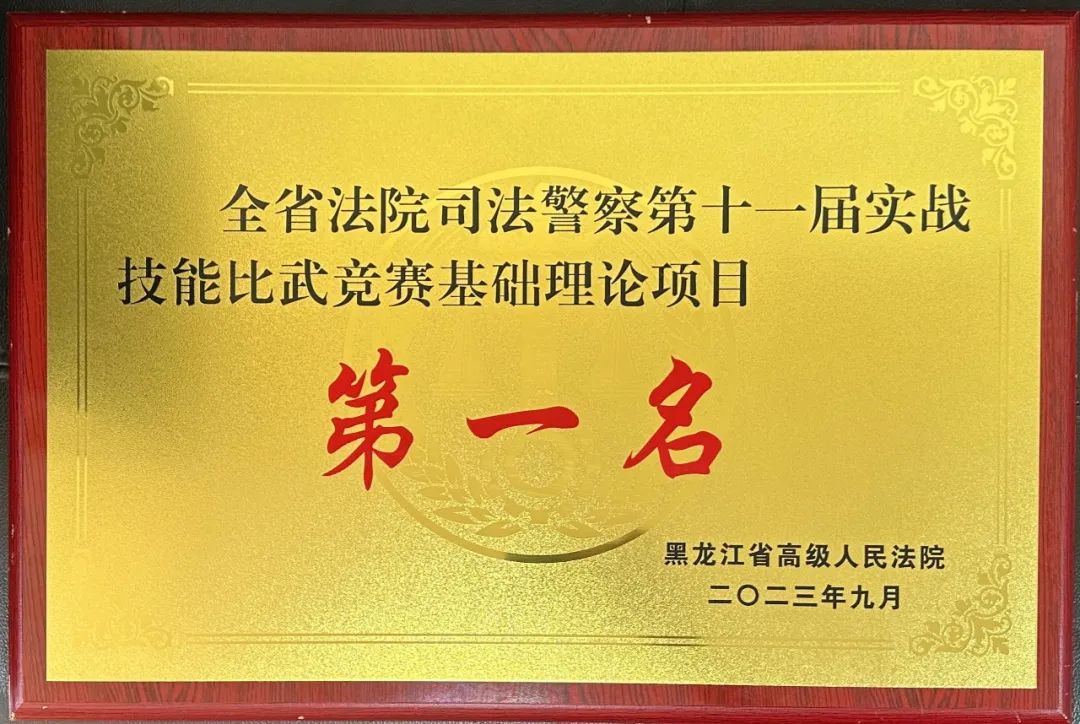 全省法院司法警察第十一届实战
技能比武竞赛基础理论项目
第一名
黑龙江省高级人民法院
二〇二三年九月